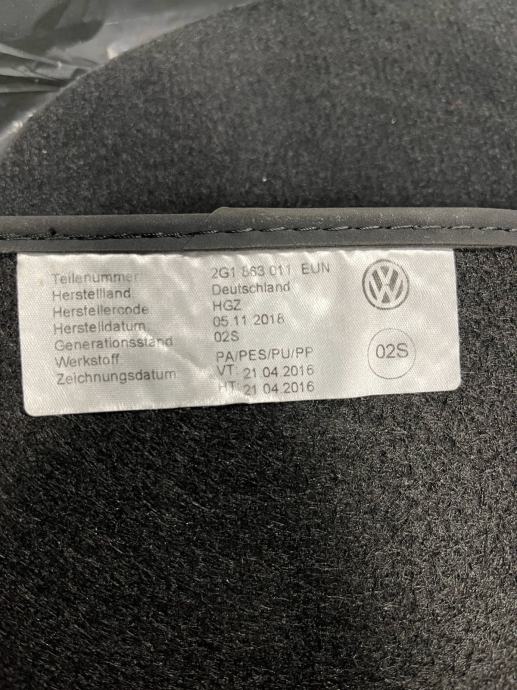 Teilenummer 2G1 863 011 EUN
Herstellland Deutschland
Herstellercode HGZ
Herstelldatum. 05.11.2018
Generationsstand 02S
Werkstoff PA/PES/PU/PP
Zeichnungsdatum VT: 21.04.2016
HT: 21.04.2016
VW
02S